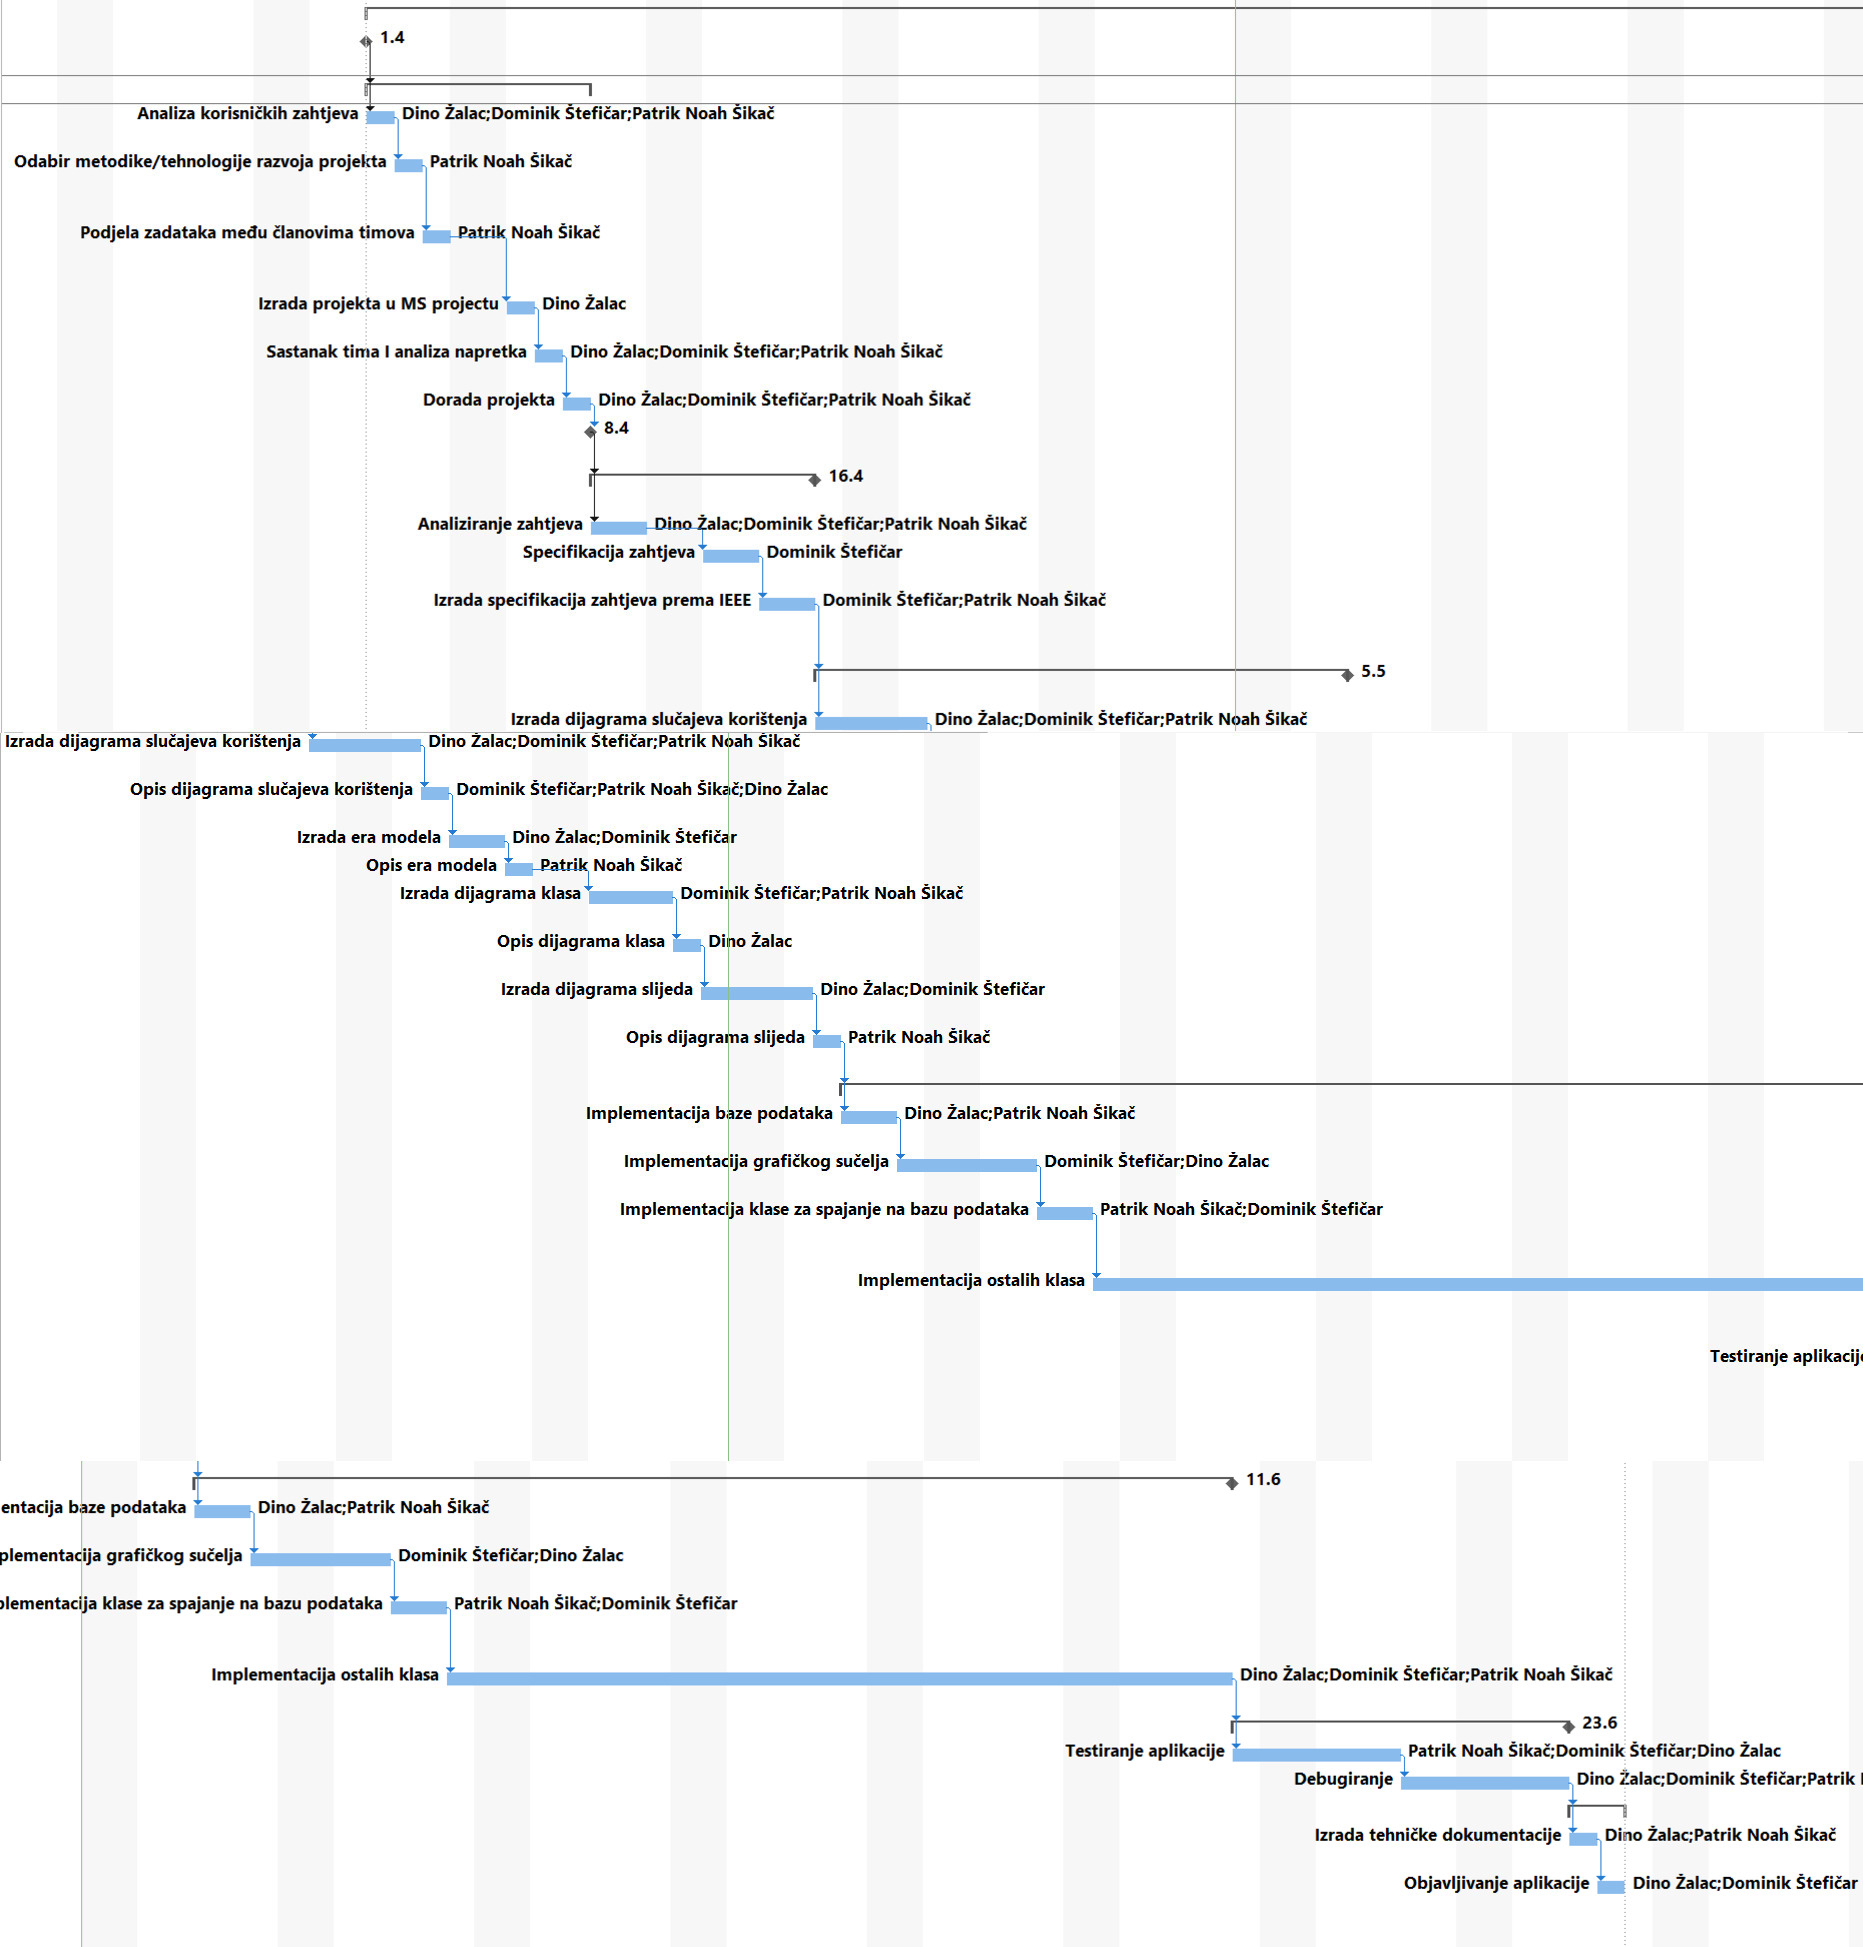 1.4
Analiza korisničkih zahtjeva Dino Žalac;Dominik Štefičar;Patrik Noah Šikač
Odabir metodike/tehnologije razvoja projekta Patrik Noah Šikač
Podjela zadataka među članovima timova Patrik Noah Šikač
Izrada projekta u MS projectu Dino Žalac
Sastanak tima I analiza napretka Dino Žalac;Dominik Štefičar;Patrik Noah Šikač
Dorada projekta Dino Žalac;Dominik Štefičar;Patrik Noah Šikač
8.4
16.4
Analiziranje zahtjeva Dino Žalac;Dominik Štefičar;Patrik Noah Šikač
Specifikacija zahtjeva Dominik Štefičar
Izrada specifikacija zahtjeva prema IEEE Dominik Štefičar;Patrik Noah Šikač
5.5
Izrada dijagrama slučajeva korištenja Dino Žalac;Dominik Štefičar;Patrik Noah Šikač
Izrada dijagrama slučajeva korištenja Dino Žalac;Dominik Štefičar;Patrik Noah Šikač
Opis dijagrama slučajeva korištenja Dominik Štefičar;Patrik Noah Šikač;Dino Žalac
Izrada era modela Dino Žalac;Dominik Štefičar
Opis era modela Patrik Noah Šikač
Izrada dijagrama klasa Dominik Štefičar;Patrik Noah Šikač
Opis dijagrama klasa Dino Žalac
Izrada dijagrama slijeda Dino Žalac;Dominik Štefičar
Opis dijagrama slijeda Patrik Noah Šikač
Implementacija baze podataka Dino Žalac;Patrik Noah Šikač
Implementacija grafičkog sučelja Dominik Štefičar;Dino Žalac
Implementacija klase za spajanje na bazu podataka Patrik Noah Šikač;Dominik Štefičar
Implementacija ostalih klasa
Testiranje aplikacije
11.6
entacija baze podataka Dino Žalac;Patrik Noah Šikač
plementacija grafičkog sučelja Dominik Štefičar;Dino Žalac
plementacija klase za spajanje na bazu podataka Patrik Noah Šikač;Dominik Štefičar
Implementacija ostalih klasa Dino Žalac;Dominik Štefičar;Patrik Noah Šikač
23.6
Testiranje aplikacije Patrik Noah Šikač;Dominik Štefičar;Dino Žalac
Debugiranje Dino Žalac;Dominik Štefičar;Patrik
Izrada tehničke dokumentacije Dino Žalac;Patrik Noah Šikač
Objavljivanje aplikacije Dino Žalac;Dominik Štefičar